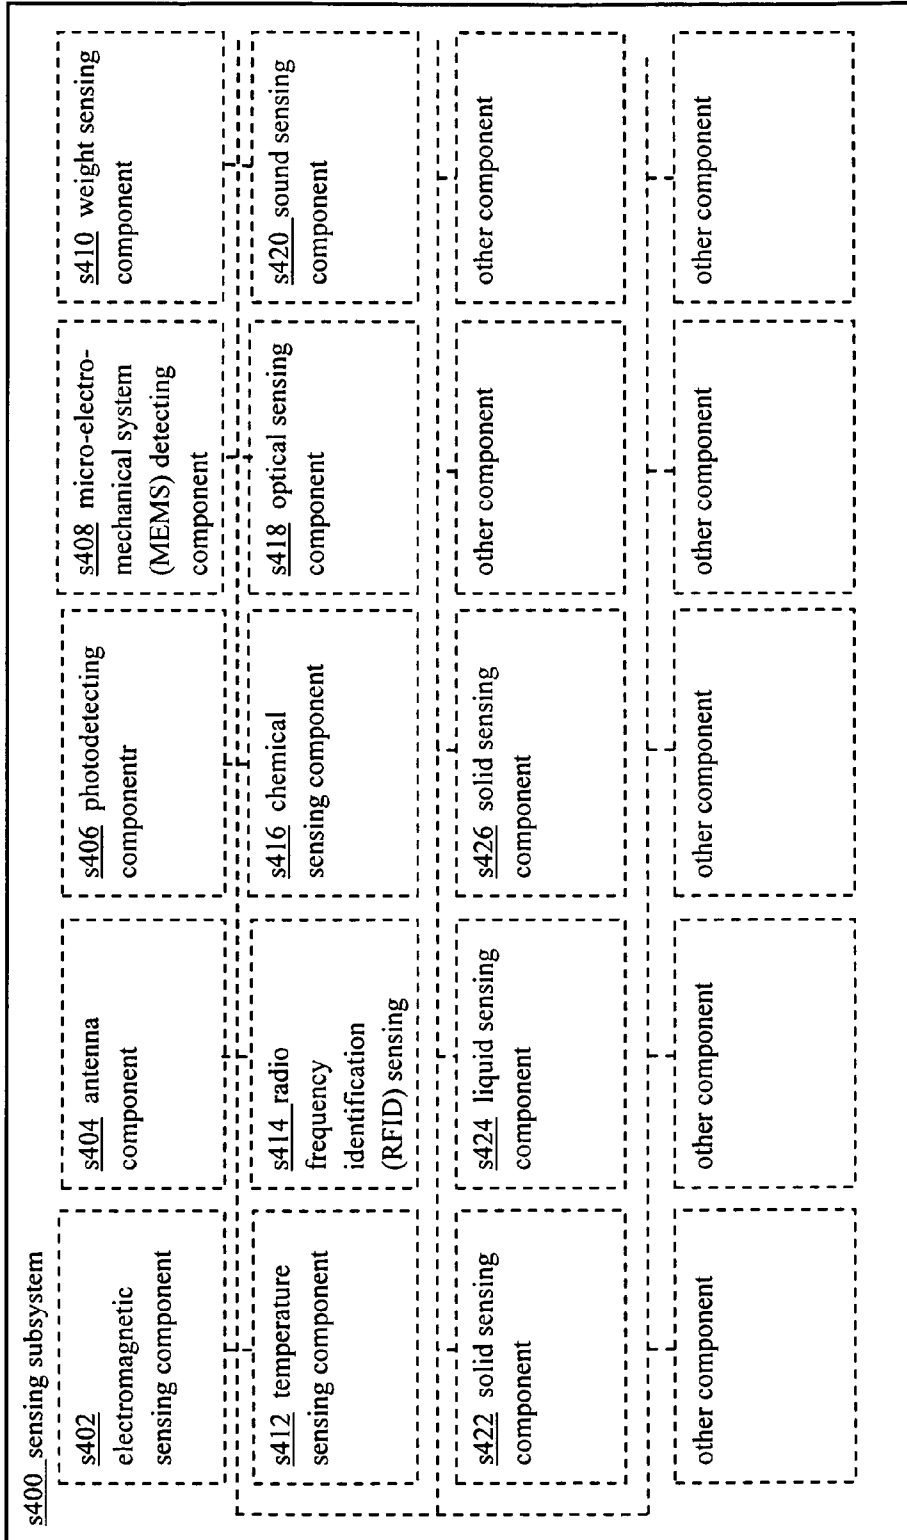 s400 sensing subsystem
s402
electromagnetic
sensing component
s404 antenna
component
s406 photodetecting
componentr
s408 micro-electro-
mechanical system
(MEMS) detecting
component
s410 weight sensing
component
s412 temperature
sensing component
s414 radio
frequency
identification
(RFID) sensing
s416 chemical
sensing component
s418 optical sensing
component
s420 sound sensing
component
s422 solid sensing
component
s424 liquid sensing
component
s426 solid sensing
component
other component
other component
other component
other component
other component
other component
other component